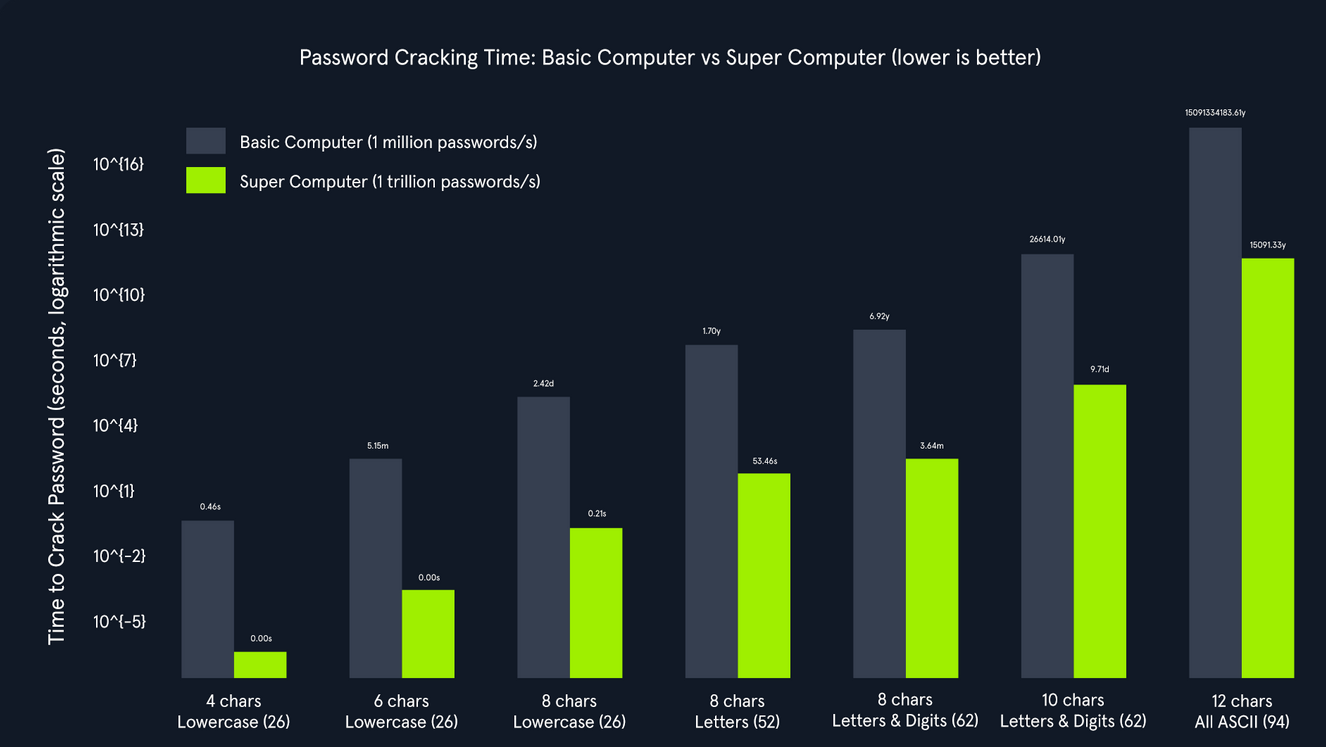 Password Cracking Time: Basic Computer vs Super Computer (lower is better)
Basic Computer (1 million passwords/s)
Super Computer (1 trillion passwords/s)
Time to Crack Password (seconds, logarithmic scale)
10^{16}
10^{13}
10^{10}
10^{7}
10^{4}
10^{1}
10^{-2}
10^{-5}
0.46s
0.00s
5.15m
0.00s
2.42d
0.21s
1.70y
53.46s
6.92y
3.64m
26614.01y
9.71d
15091334183.61y
15091.33y
4 chars
Lowercase (26)
6 chars
Lowercase (26)
8 chars
Lowercase (26)
8 chars
Letters (52)
8 chars
Letters & Digits (62)
10 chars
Letters & Digits (62)
12 chars
All ASCII (94)